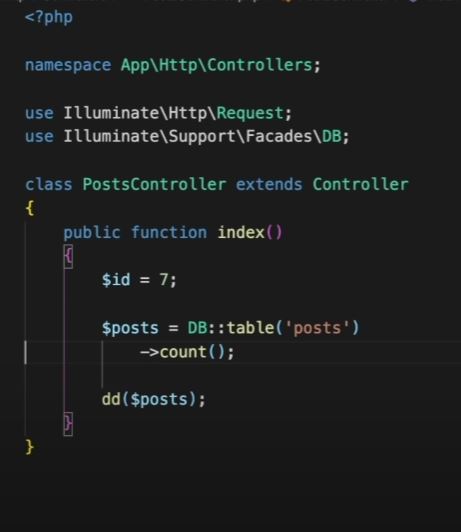 <?php
namespace App\Http\Controllers;
use Illuminate\Http\Request;
use Illuminate\Support\Facades\DB;
class PostsController extends Controller
{
public function index()
{
$id = 7;
$posts = DB::table('posts')
->count();
dd($posts);
}
}